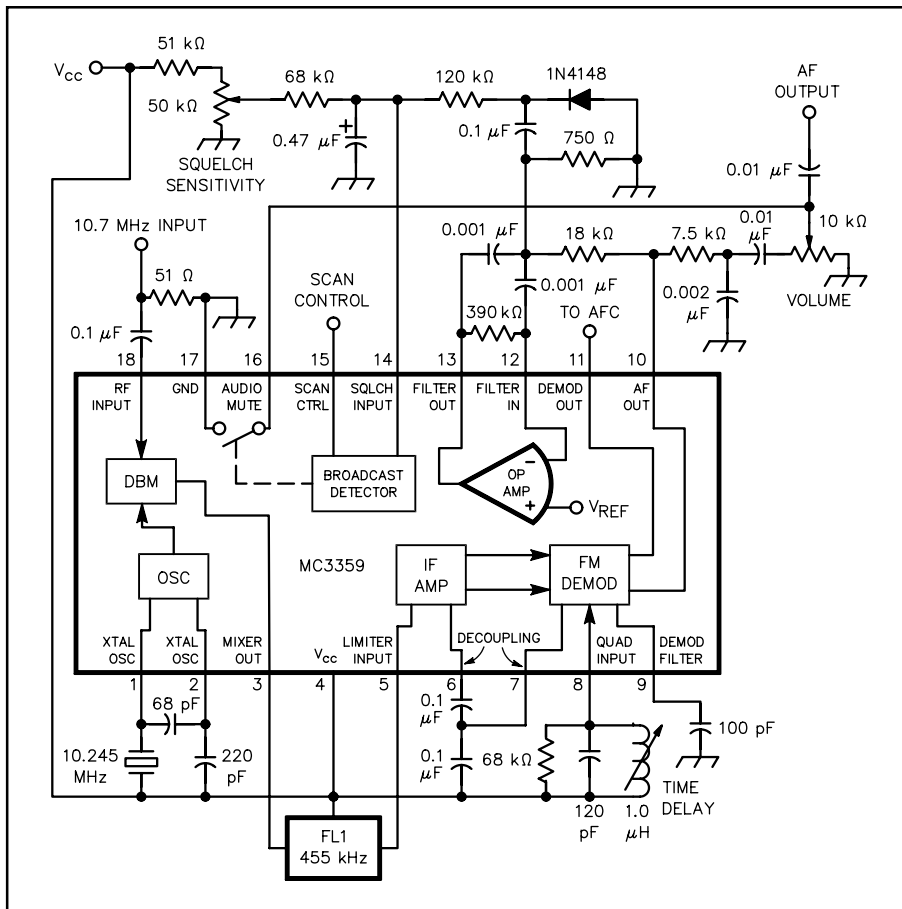 51 kΩ
Vcc
50 kΩ
SQUELCH
SENSITIVITY
68 kΩ
+
0.47 µF
120 kΩ
1N4148
0.1 µF
750 Ω
AF
OUTPUT
0.01 µF
10.7 MHz INPUT
51 Ω
0.1 µF
0.001
µF
18 kΩ
7.5 kΩ
0.01
µF
10 kΩ
VOLUME
0.001 µF
0.002
µF
SCAN
CONTROL
390 kΩ
TO AFC
18
17
16
15
14
13
12
11
10
RF
INPUT
GND
AUDIO
MUTE
SCAN
CTRL
SQLCH
INPUT
FILTER
OUT
FILTER
IN
DEMOD
OUT
AF
OUT
DBM
BROADCAST
DETECTOR
OP
AMP
−
+
VREF
OSC
MC3359
IF
AMP
FM
DEMOD
XTAL
OSC
XTAL
OSC
MIXER
OUT
Vcc
LIMITER
INPUT
DECOUPLING
QUAD
INPUT
DEMOD
FILTER
1
2
3
4
5
6
7
8
9
68 pF
10.245
MHz
220
pF
0.1
µF
0.1
µF
68 kΩ
120
pF
1.0
µH
TIME
DELAY
100 pF
FL1
455 kHz